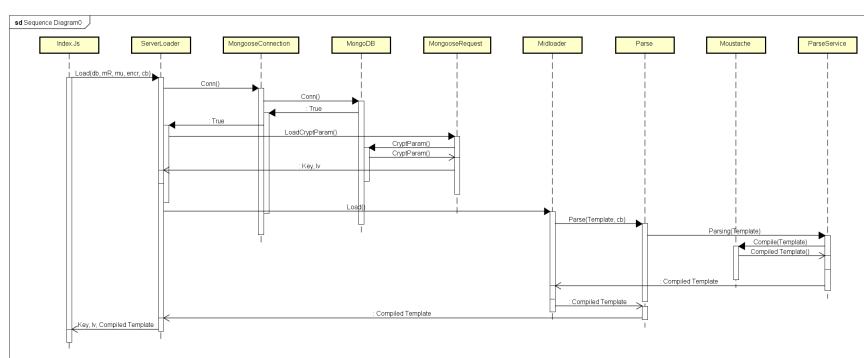 sd Sequence Diagram0
Index.Js
ServerLoader
MongooseConnection
MongoDB
MongooseRequest
Midloader
Parse
Moustache
ParseService
Load(db, mR, mu, encr, cb)
Conn()
Conn()
: True
: True
LoadCryptParam()
CryptParam()
CryptParam()
: Key, Iv
Load()
Parse(Template, cb)
Parsing(Template)
Compile(Template)
Compiled Template()
: Compiled Template
: Compiled Template
: Compiled Template
Key, Iv, Compiled Template